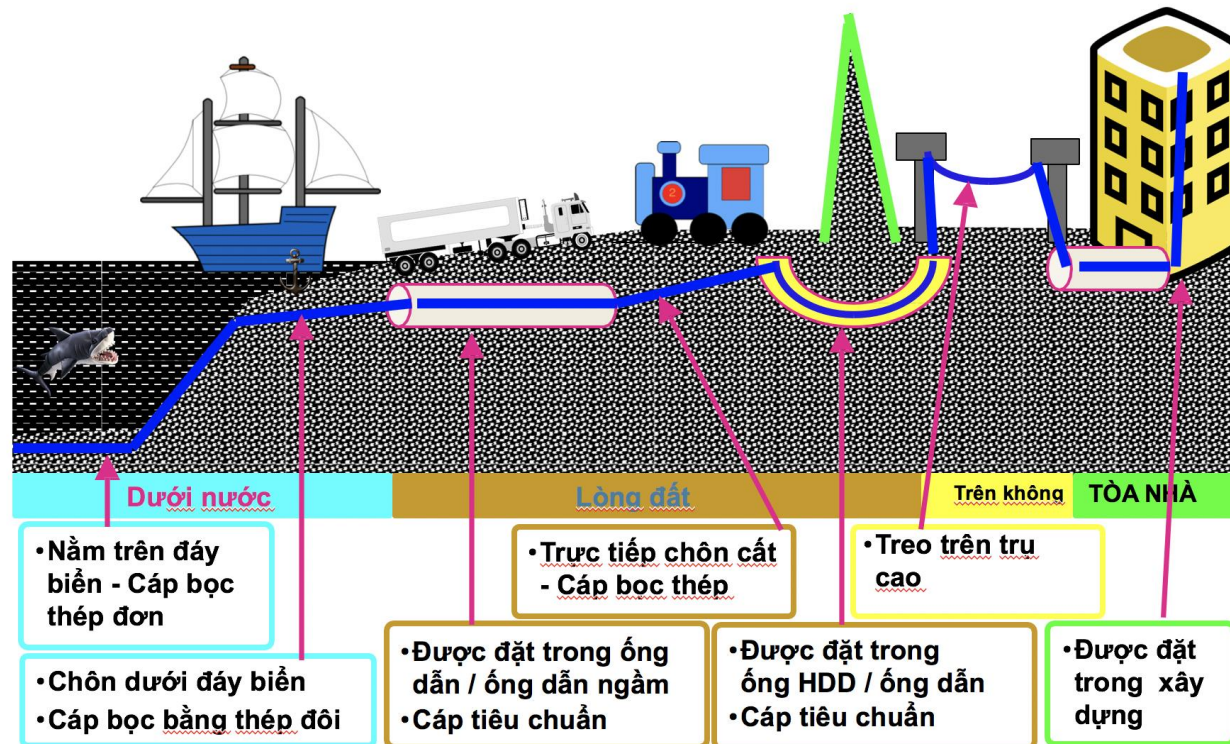 2
Dưới nước
Lòng đất
Trên không
TÒA NHÀ
•Nằm trên đáy
biển - Cáp bọc
thép đơn
•Chôn dưới đáy biển
•Cáp bọc bằng thép đôi
•Được đặt trong ống
dẫn / ống dẫn ngầm
•Cáp tiêu chuẩn
•Trực tiếp chôn cất
- Cáp bọc thép
•Được đặt trong
ống HDD / ống dẫn
•Cáp tiêu chuẩn
•Treo trên trụ
cao
•Được đặt
trong xây
dựng